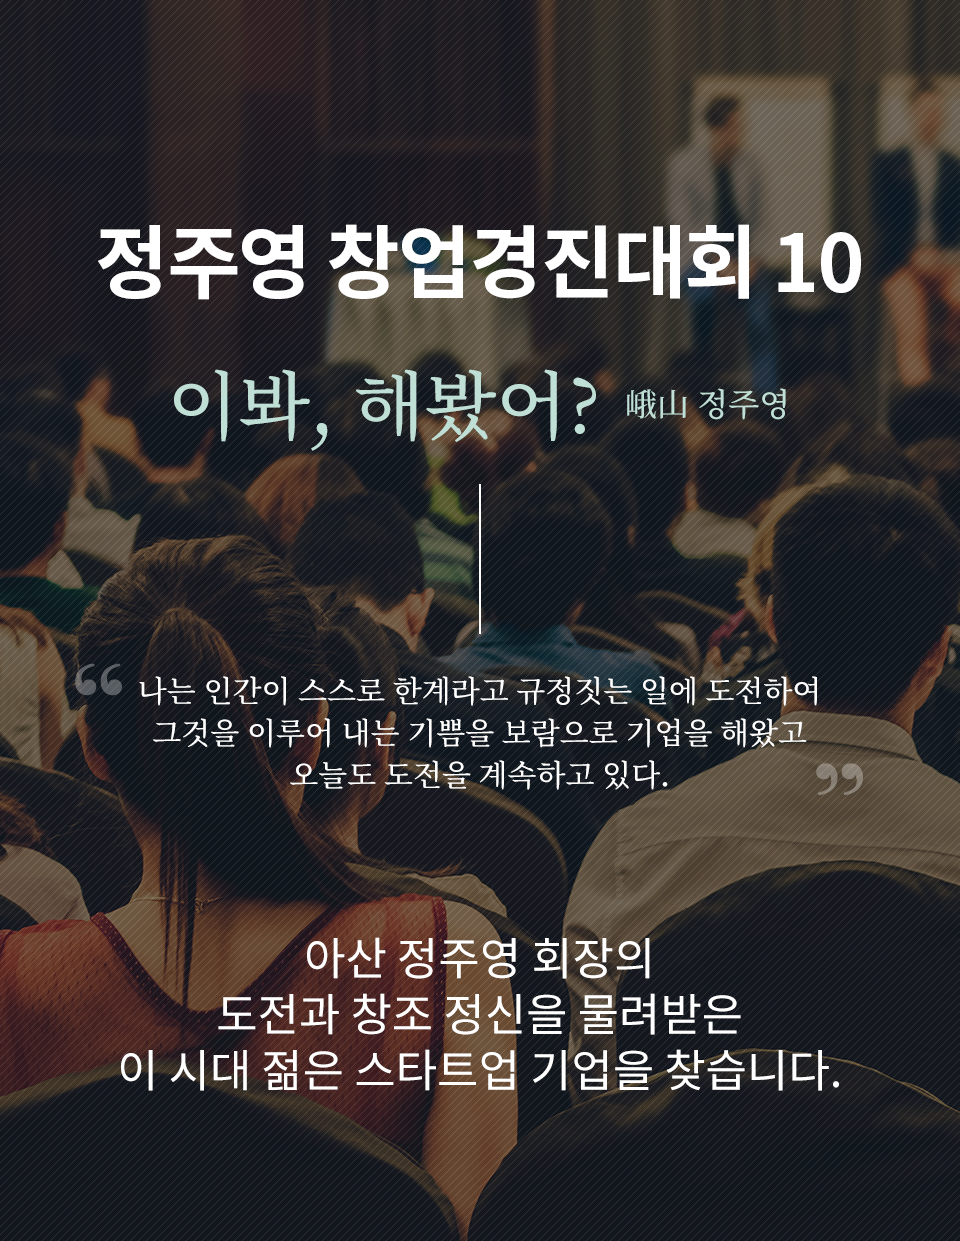 정주영 창업경진대회 10
이봐, 해봤어? 峨山 정주영
“ 나는 인간이 스스로 한계라고 규정짓는 일에 도전하여
그것을 이루어 내는 기쁨을 보람으로 기업을 해왔고
오늘도 도전을 계속하고 있다. ”
아산 정주영 회장의
도전과 창조 정신을 물려받은
이 시대 젊은 스타트업 기업을 찾습니다.